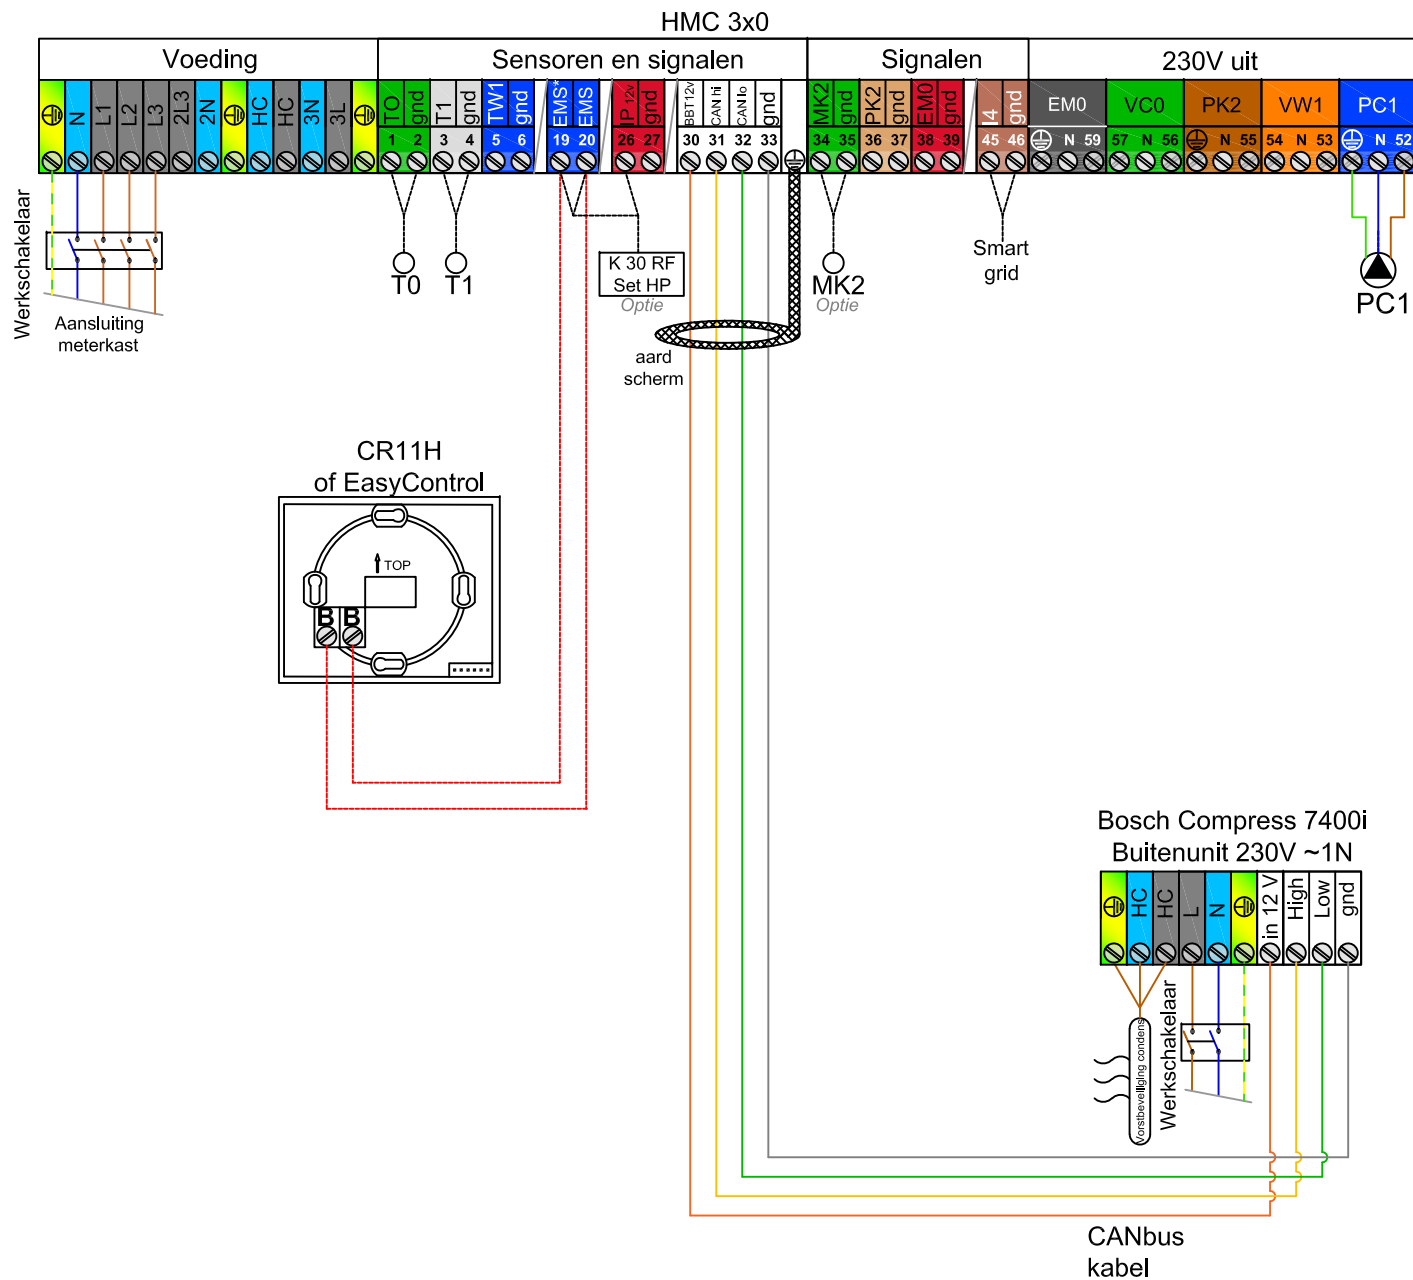 HMC 3x0
Voeding
Sensoren en signalen
Signalen
230V uit
N
L1
L2
L3
2L3
2N
HC
HC
3N
3L
TO
gnd
T1
gnd
TW1
gnd
EMS*
EMS
IP 12v
gnd
BBT12v
CAN hi
CAN lo
gnd
MK2
gnd
PK2
gnd
EM0
gnd
I4
gnd
EM0
VC0
PK2
VW1
PC1
1 2 3 4 5 6 19 20 26 27 30 31 32 33 34 35 36 37 38 39 45 46 N 59 57 N 56 N 55 54 N 53 N 52
Werkschakelaar
Aansluiting
meterkast
T0
T1
K 30 RF
Set HP
Optie
aard
scherm
MK2
Optie
Smart
grid
PC1
CR11H
of EasyControl
TOP
B B
Bosch Compress 7400i
Buitenunit 230V ~1N
HC
HC
L
N
in 12 V
High
Low
gnd
Vorstbeveiliging condens
Werkschakelaar
CANbus
kabel